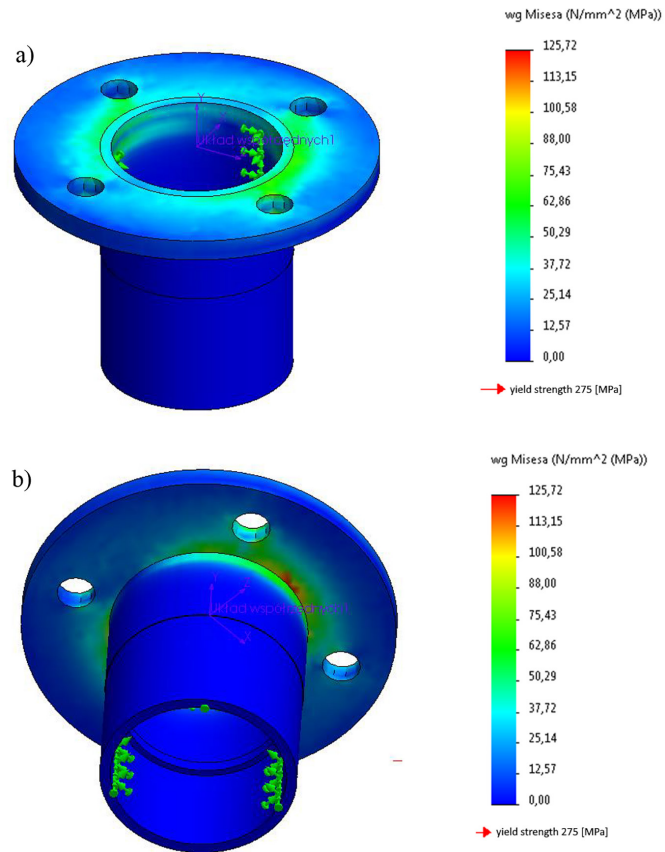 a)
wg Misesa (N/mm^2 (MPa))
125,72
113,15
100,58
88,00
75,43
62,86
50,29
37,72
25,14
12,57
0,00
yield strength 275 [MPa]
Y
Układ współrzędnych1
b)
wg Misesa (N/mm^2 (MPa))
125,72
113,15
100,58
88,00
75,43
62,86
50,29
37,72
25,14
12,57
0,00
yield strength 275 [MPa]
Y
Z
X